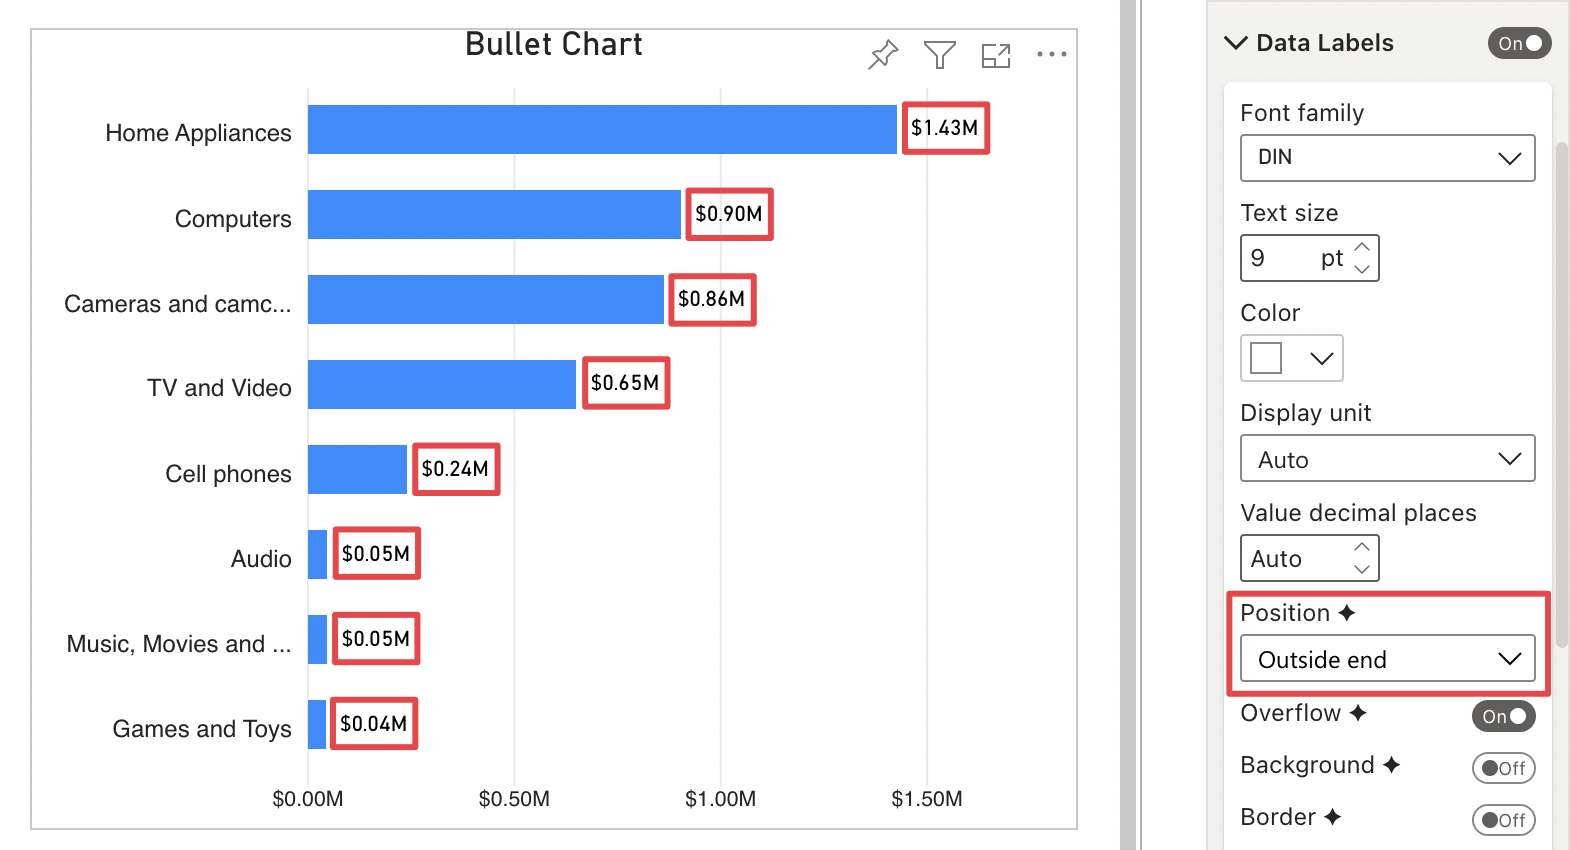 Bullet Chart
Home Appliances
$1.43M
Computers
$0.90M
Cameras and camc...
$0.86M
TV and Video
$0.65M
Cell phones
$0.24M
Audio
$0.05M
Music, Movies and ...
$0.05M
Games and Toys
$0.04M
$0.00M $0.50M $1.00M $1.50M
Data Labels On
Font family
DIN
Text size
9 pt
Color
Display unit
Auto
Value decimal places
Auto
Position
Outside end
Overflow On
Background Off
Border Off